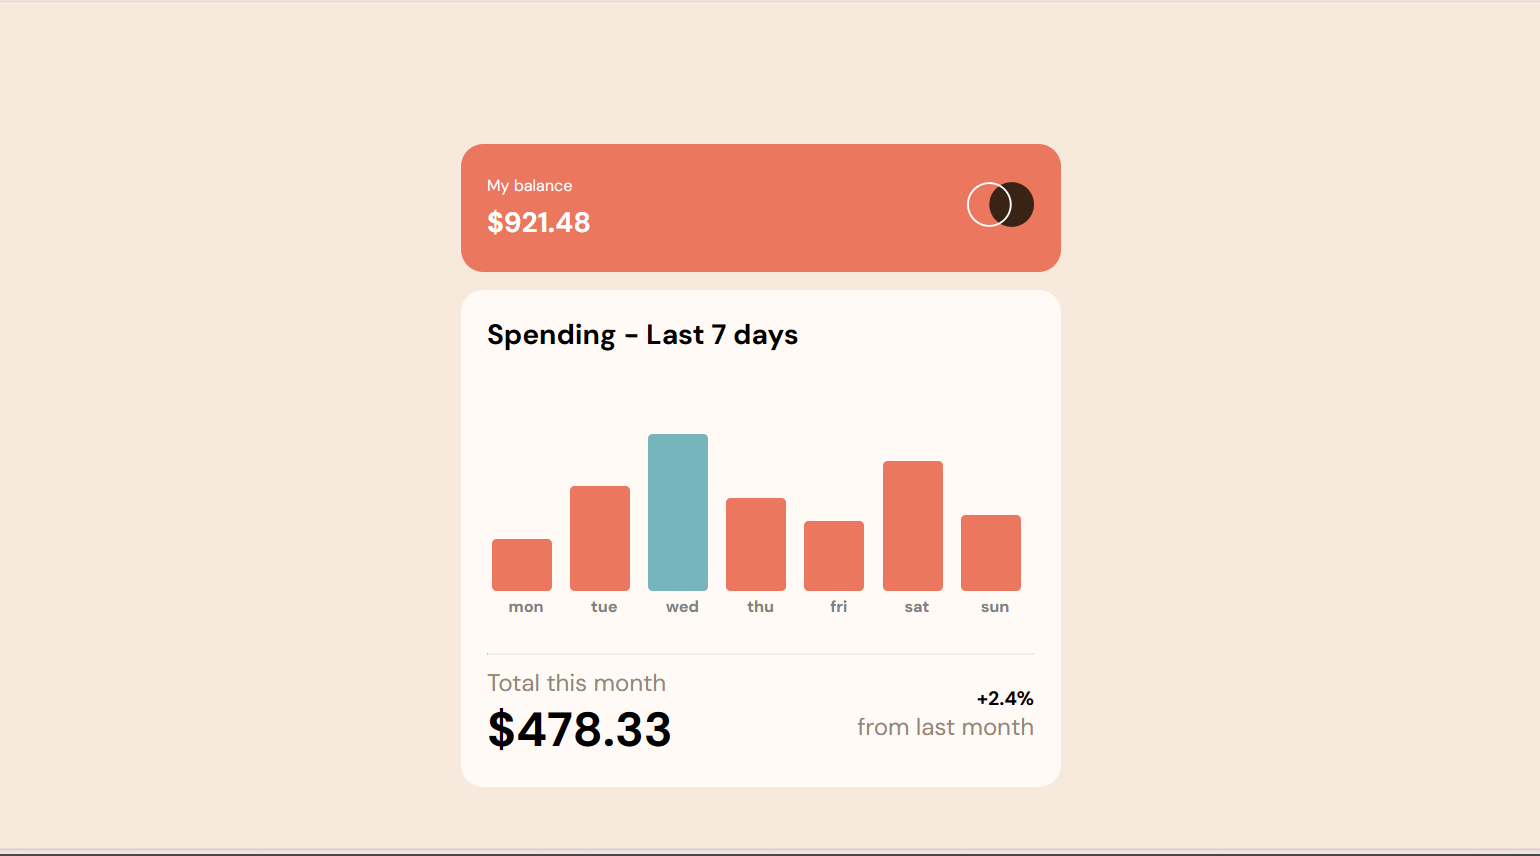 My balance
$921.48
Spending - Last 7 days
mon tue wed thu fri sat sun
Total this month
$478.33
+2.4%
from last month